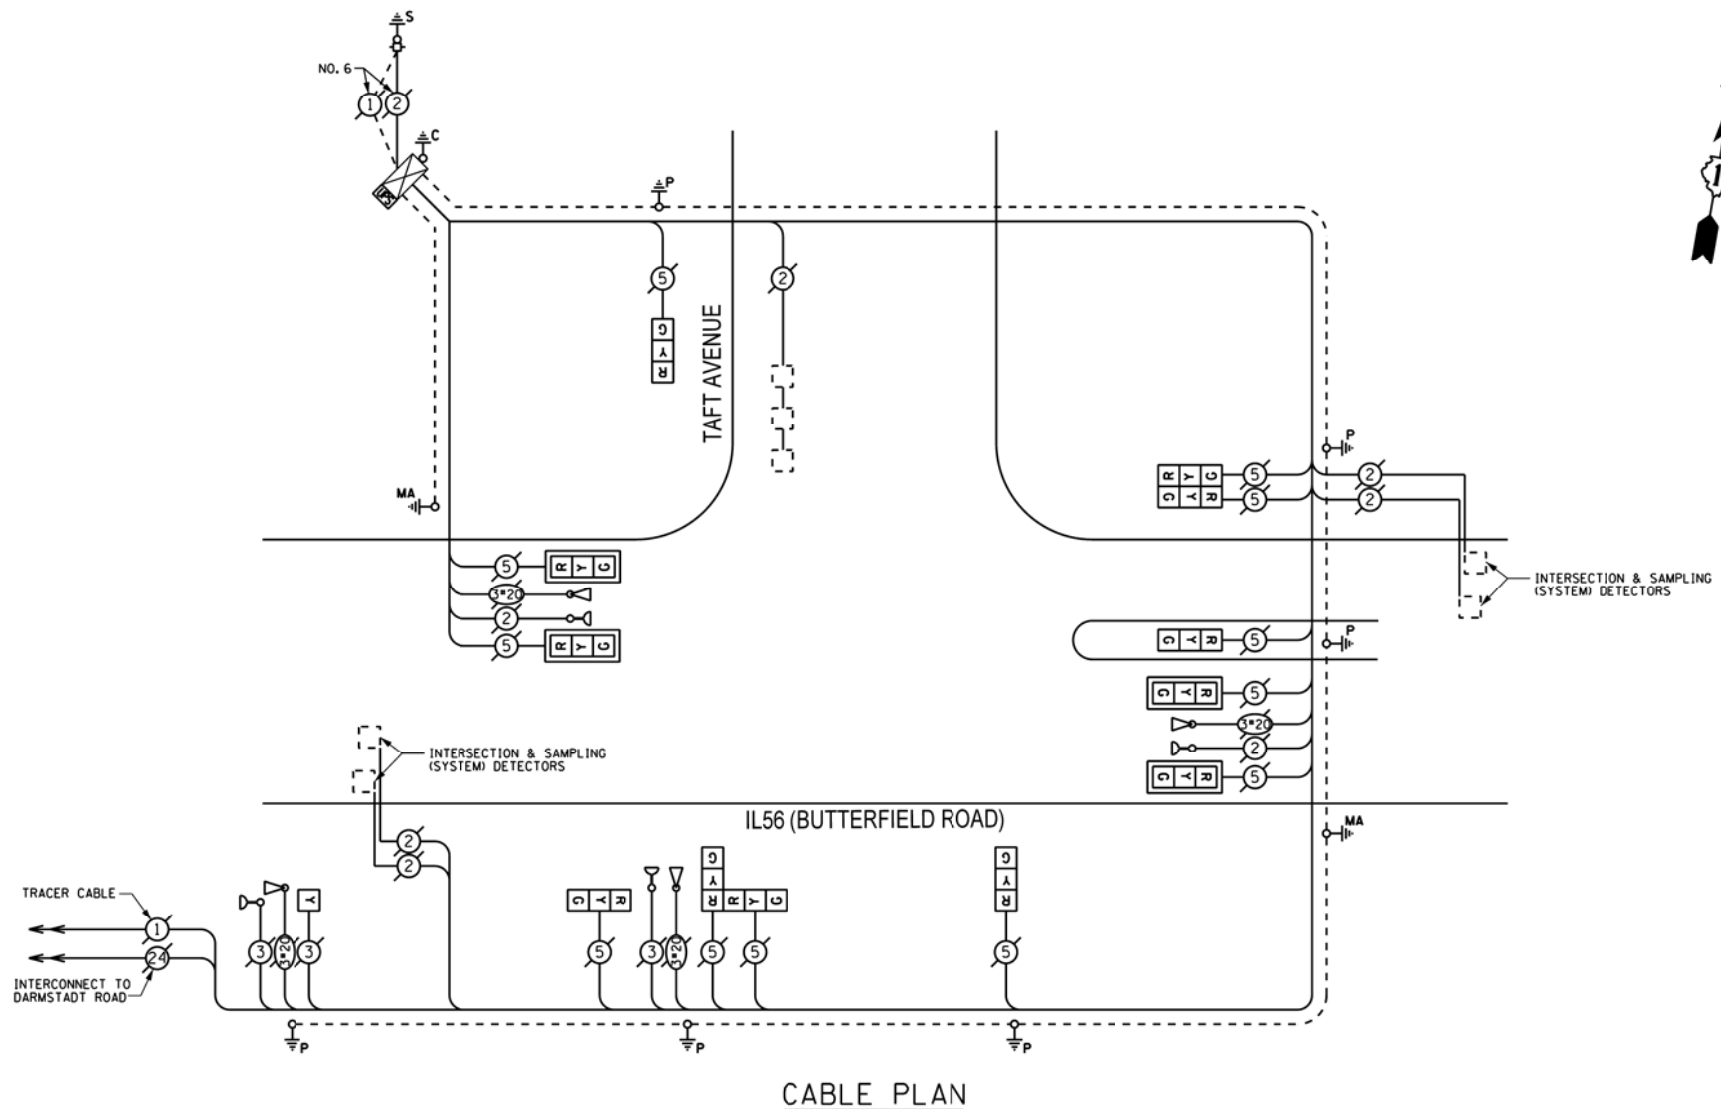 S
NO. 6
1 2
C
UPS
P
5 2
G
Y
R
TAFT AVENUE
P
R Y G 5 2
G Y R 5 2
MA
5 R Y G
3#20
2
5 R Y G
INTERSECTION & SAMPLING
(SYSTEM) DETECTORS
G Y R 5
P
G Y R 5
3#20
2
G Y R 5
INTERSECTION & SAMPLING
(SYSTEM) DETECTORS
IL56 (BUTTERFIELD ROAD)
MA
2
2
TRACER CABLE
1
24
INTERCONNECT TO
DARMSTADT ROAD
Y
3 3#20 3
G Y R
G
Y
R R Y G
5 3 3#20 5 5
G
Y
R
5
P P P
CABLE PLAN